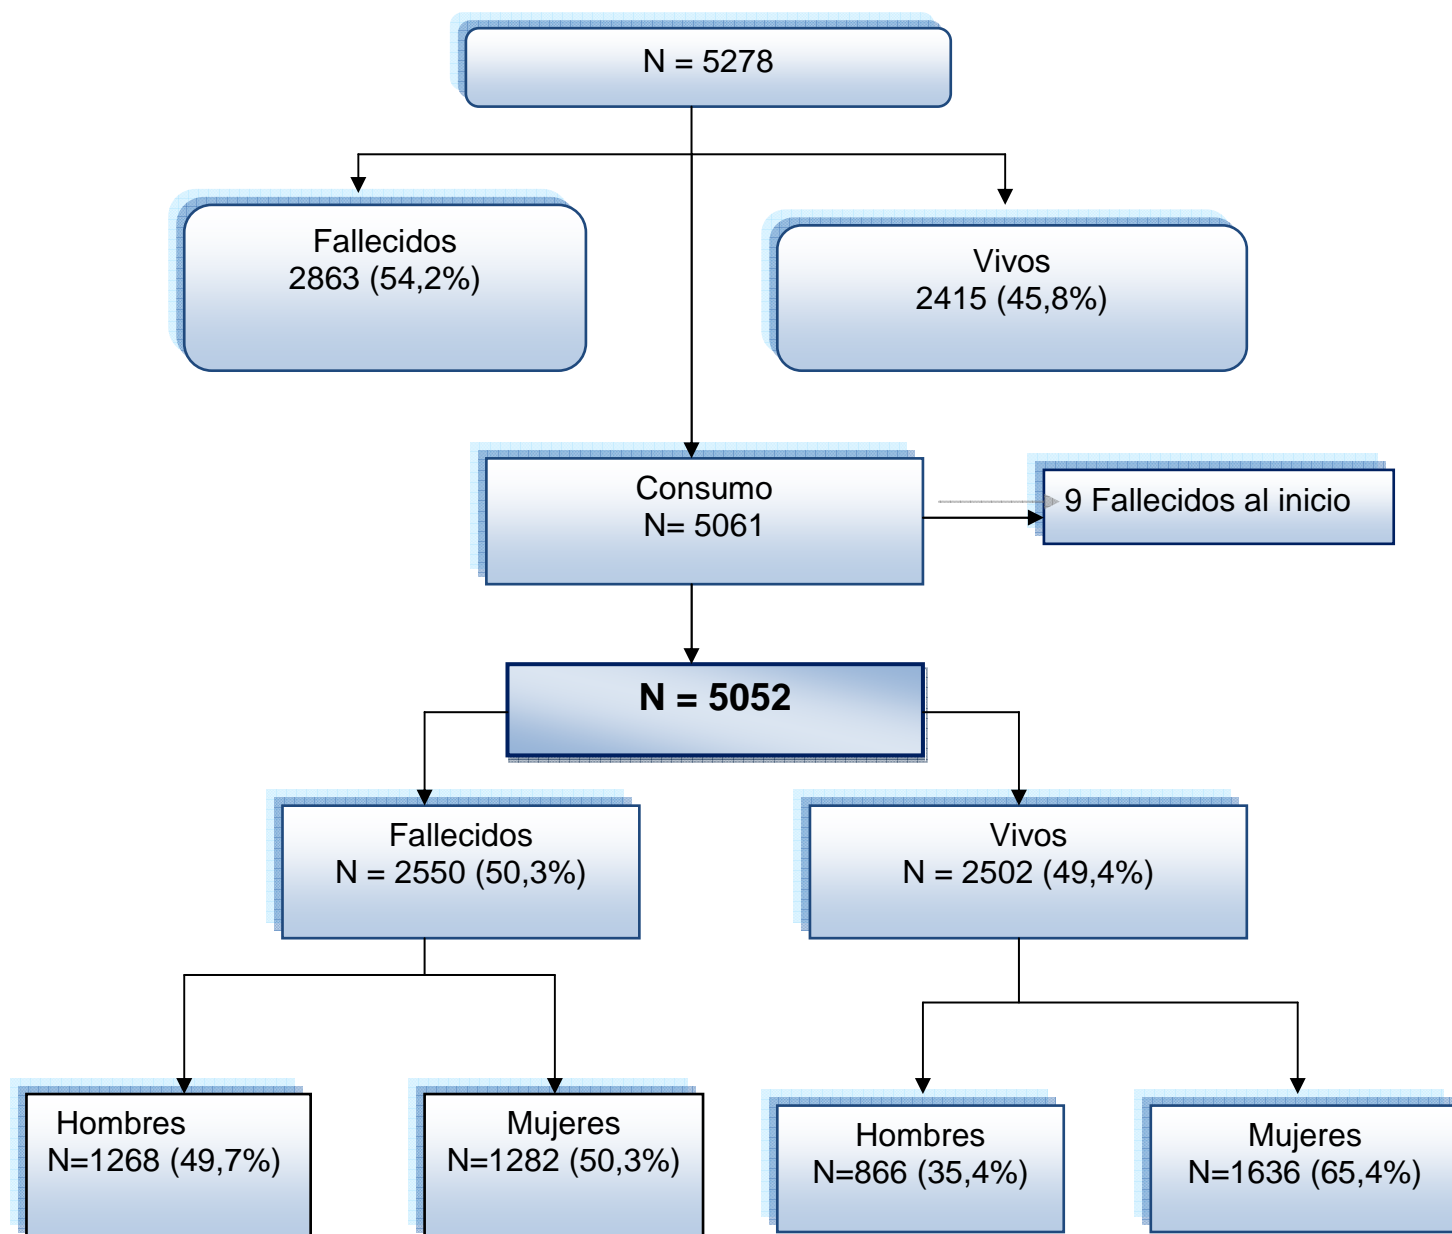 N = 5278
Fallecidos
2863 (54,2%)
Vivos
2415 (45,8%)
Consumo
N= 5061
9 Fallecidos al inicio
N = 5052
Fallecidos
N = 2550 (50,3%)
Vivos
N = 2502 (49,4%)
Hombres
N=1268 (49,7%)
Mujeres
N=1282 (50,3%)
Hombres
N=866 (35,4%)
Mujeres
N=1636 (65,4%)